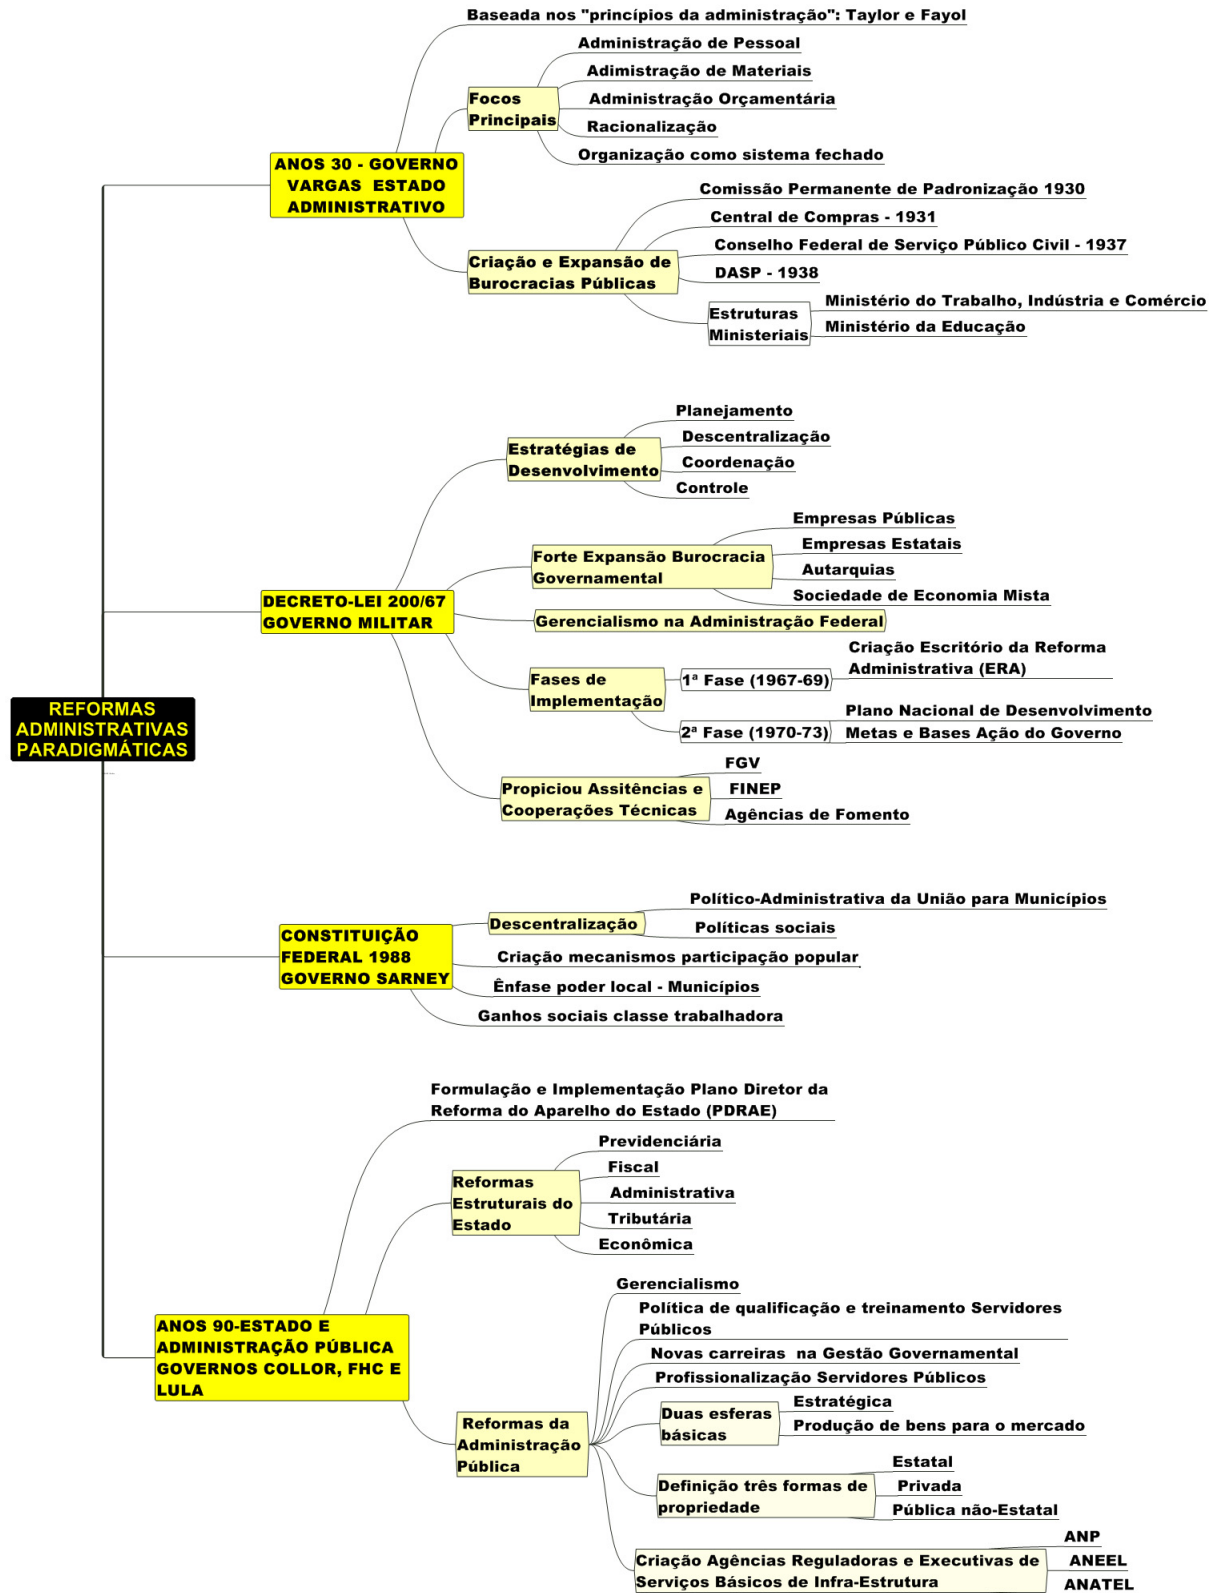 REFORMAS
ADMINISTRATIVAS
PARADIGMÁTICAS
ANOS 30 - GOVERNO
VARGAS ESTADO
ADMINISTRATIVO
Baseada nos "princípios da administração": Taylor e Fayol
Focos
Principais
Administração de Pessoal
Adimistração de Materiais
Administração Orçamentária
Racionalização
Organização como sistema fechado
Criação e Expansão de
Burocracias Públicas
Comissão Permanente de Padronização 1930
Central de Compras - 1931
Conselho Federal de Serviço Público Civil - 1937
DASP - 1938
Estruturas
Ministeriais
Ministério do Trabalho, Indústria e Comércio
Ministério da Educação
DECRETO-LEI 200/67
GOVERNO MILITAR
Estratégias de
Desenvolvimento
Planejamento
Descentralização
Coordenação
Controle
Forte Expansão Burocracia
Governamental
Empresas Públicas
Empresas Estatais
Autarquias
Sociedade de Economia Mista
Gerencialismo na Administração Federal
Fases de
Implementação
1ª Fase (1967-69)
Criação Escritório da Reforma
Administrativa (ERA)
2ª Fase (1970-73)
Plano Nacional de Desenvolvimento
Metas e Bases Ação do Governo
Propiciou Assitências e
Cooperações Técnicas
FGV
FINEP
Agências de Fomento
CONSTITUIÇÃO
FEDERAL 1988
GOVERNO SARNEY
Descentralização
Político-Administrativa da União para Municípios
Políticas sociais
Criação mecanismos participação popular
Ênfase poder local - Municípios
Ganhos sociais classe trabalhadora
ANOS 90-ESTADO E
ADMINISTRAÇÃO PÚBLICA
GOVERNOS COLLOR, FHC E
LULA
Formulação e Implementação Plano Diretor da
Reforma do Aparelho do Estado (PDRAE)
Reformas
Estruturais do
Estado
Previdenciária
Fiscal
Administrativa
Tributária
Econômica
Reformas da
Administração
Pública
Gerencialismo
Política de qualificação e treinamento Servidores
Públicos
Novas carreiras na Gestão Governamental
Profissionalização Servidores Públicos
Duas esferas
básicas
Estratégica
Produção de bens para o mercado
Definição três formas de
propriedade
Estatal
Privada
Pública não-Estatal
Criação Agências Reguladoras e Executivas de
Serviços Básicos de Infra-Estrutura
ANP
ANEEL
ANATEL